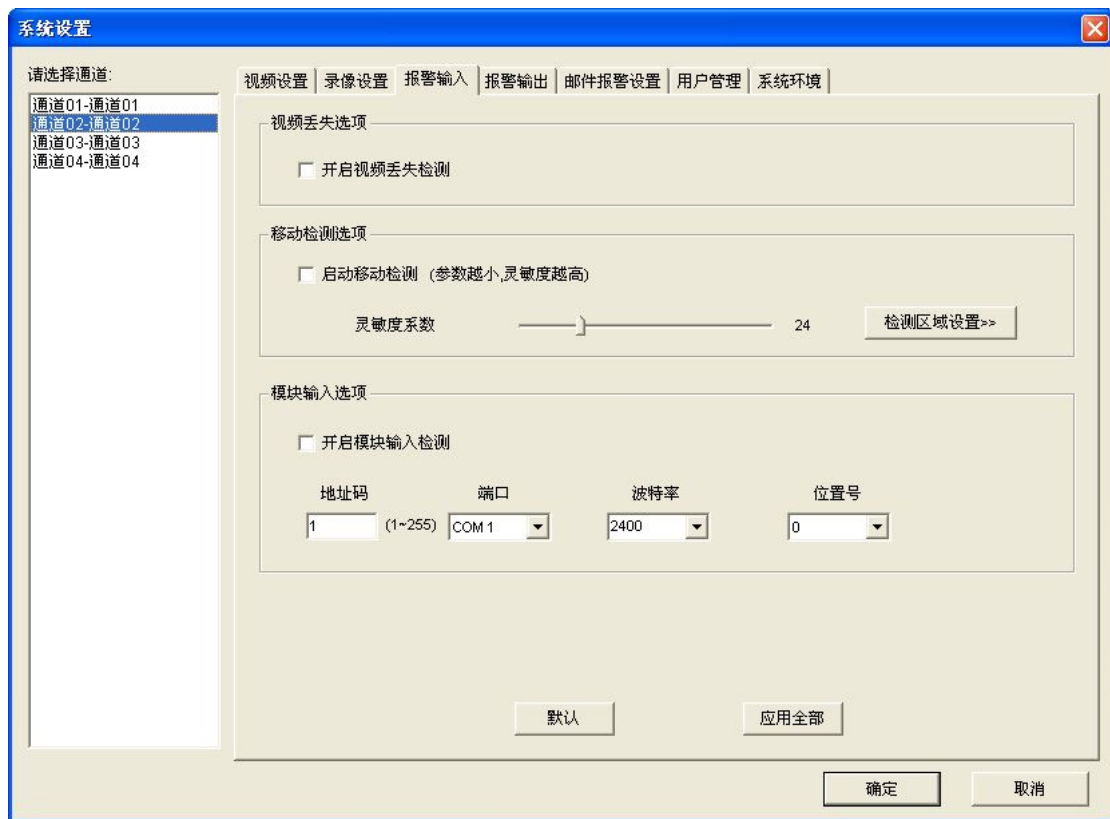 系统设置
请选择通道:
通道01-通道01
通道02-通道02
通道03-通道03
通道04-通道04
视频设置 录像设置 报警输入 报警输出 邮件报警设置 用户管理 系统环境
视频丢失选项
开启视频丢失检测
移动检测选项
启动移动检测 (参数越小,灵敏度越高)
灵敏度系数 24 检测区域设置>>
模块输入选项
开启模块输入检测
地址码 端口 波特率 位置号
1 (1~255) COM 1 2400 0
默认 应用全部
确定 取消